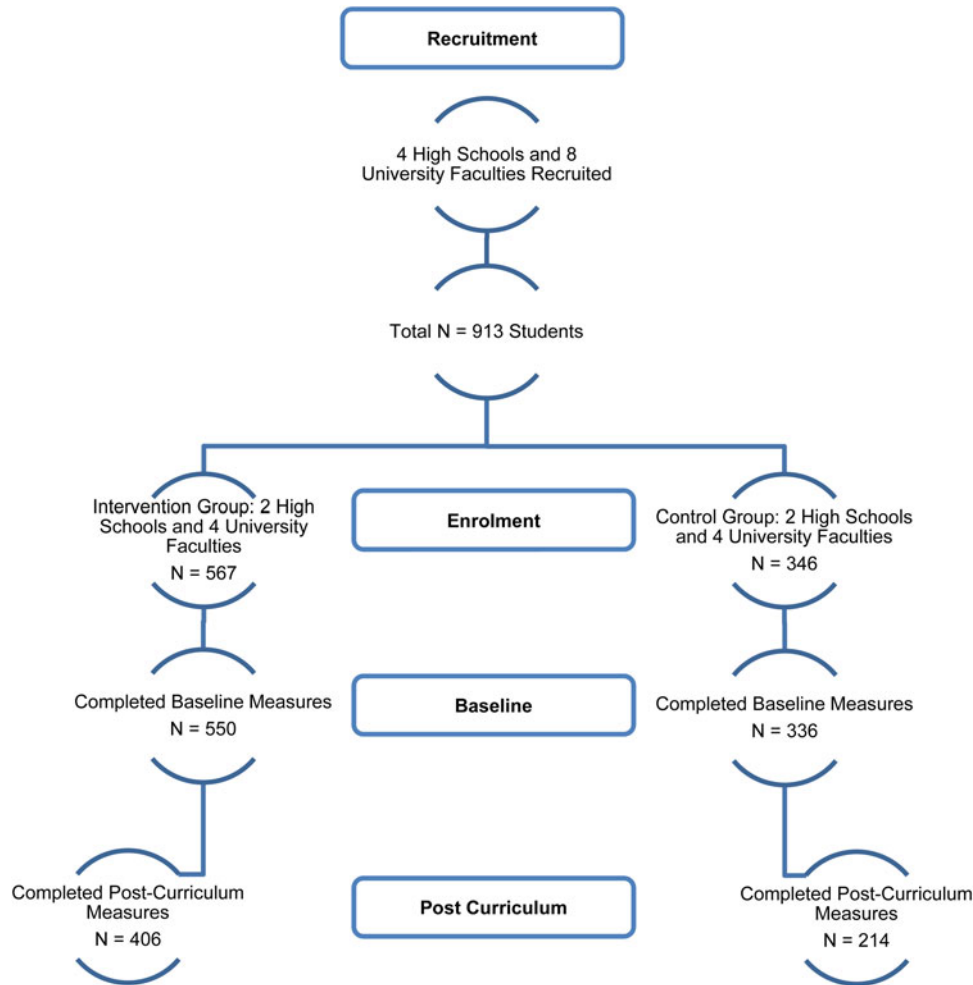 Recruitment
4 High Schools and 8
University Faculties Recruited
Total N = 913 Students
Intervention Group: 2 High
Schools and 4 University
Faculties
N = 567
Enrolment
Control Group: 2 High Schools
and 4 University Faculties
N = 346
Completed Baseline Measures
N = 550
Baseline
Completed Baseline Measures
N = 336
Completed Post-Curriculum
Measures
N = 406
Post Curriculum
Completed Post-Curriculum
Measures
N = 214